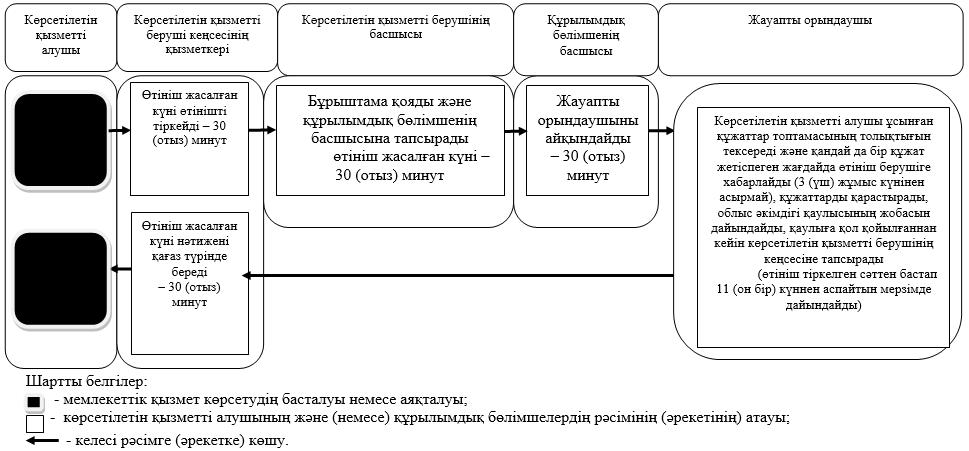 Көрсетілетін
қызметті
алушы
Көрсетілетін қызметті
беруші кеңсесінің
қызметкері
Көрсетілетін қызметті берушінің
басшысы
Құрылымдық
бөлімшенің
басшысы
Жауапты орындаушы
Өтініш жасалған
күні өтінішті
тіркейді – 30
(отыз) минут
Бұрыштама қояды және
құрылымдық бөлімшенің
басшысына тапсырады
өтініш жасалған күні –
30 (отыз) минут
Жауапты
орындаушыны
айқындайды
– 30 (отыз)
минут
Көрсетілетін қызметті алушы ұсынған
құжаттар топтамасының толықтығын
тексереді және қандай да бір құжат
жетіспеген жағдайда өтініш берушіге
хабарлайды (3 (үш) жұмыс күнінен
асырмай), құжаттарды қарастырады,
облыс әкімдігі қаулысының жобасын
дайындайды, қаулыға қол қойылғаннан
кейін көрсетілетін қызметті берушінің
кеңсесіне тапсырады
(өтініш тіркелген сәттен бастап
11 (он бір) күннен аспайтын мерзімде
дайындайды)
Өтініш жасалған
күні нәтижені
қағаз түрінде
береді
– 30 (отыз)
минут
Шартты белгілер:
- мемлекеттік қызмет көрсетудің басталуы немесе аяқталуы;
- көрсетілетін қызметті алушының және (немесе) құрылымдық бөлімшелердің рәсімінің (әрекетінің) атауы;
- келесі рәсімге (әрекетке) көшу.